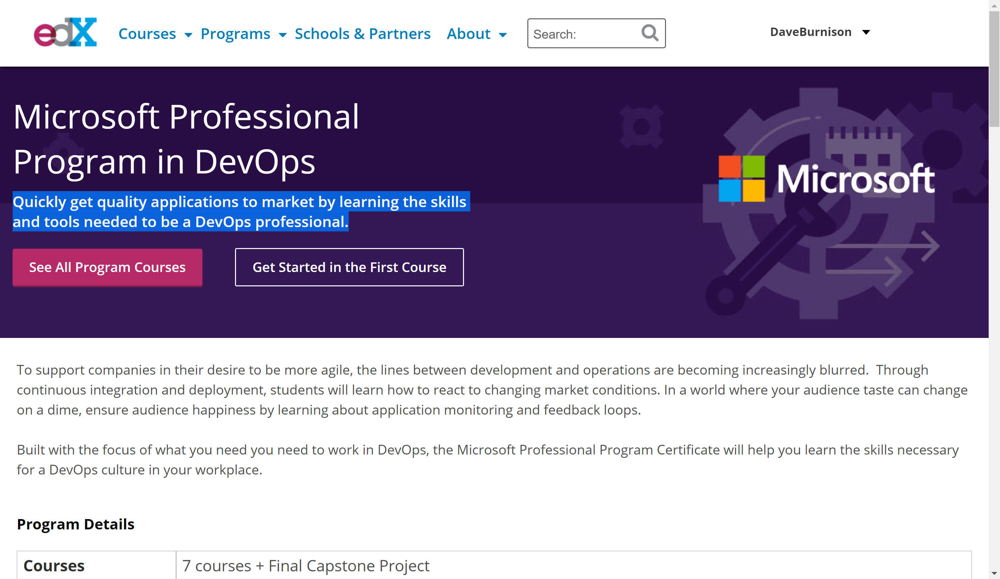 edX
Courses
Programs
Schools & Partners
About
Search:
DaveBurnison
Microsoft Professional
Program in DevOps
Quickly get quality applications to market by learning the skills
and tools needed to be a DevOps professional.
See All Program Courses
Get Started in the First Course
Microsoft
To support companies in their desire to be more agile, the lines between development and operations are becoming increasingly blurred.  Through
continuous integration and deployment, students will learn how to react to changing market conditions. In a world where your audience taste can change
on a dime, ensure audience happiness by learning about application monitoring and feedback loops.
Built with the focus of what you need you need to work in DevOps, the Microsoft Professional Program Certificate will help you learn the skills necessary
for a DevOps culture in your workplace.
Program Details
Courses
7 courses + Final Capstone Project